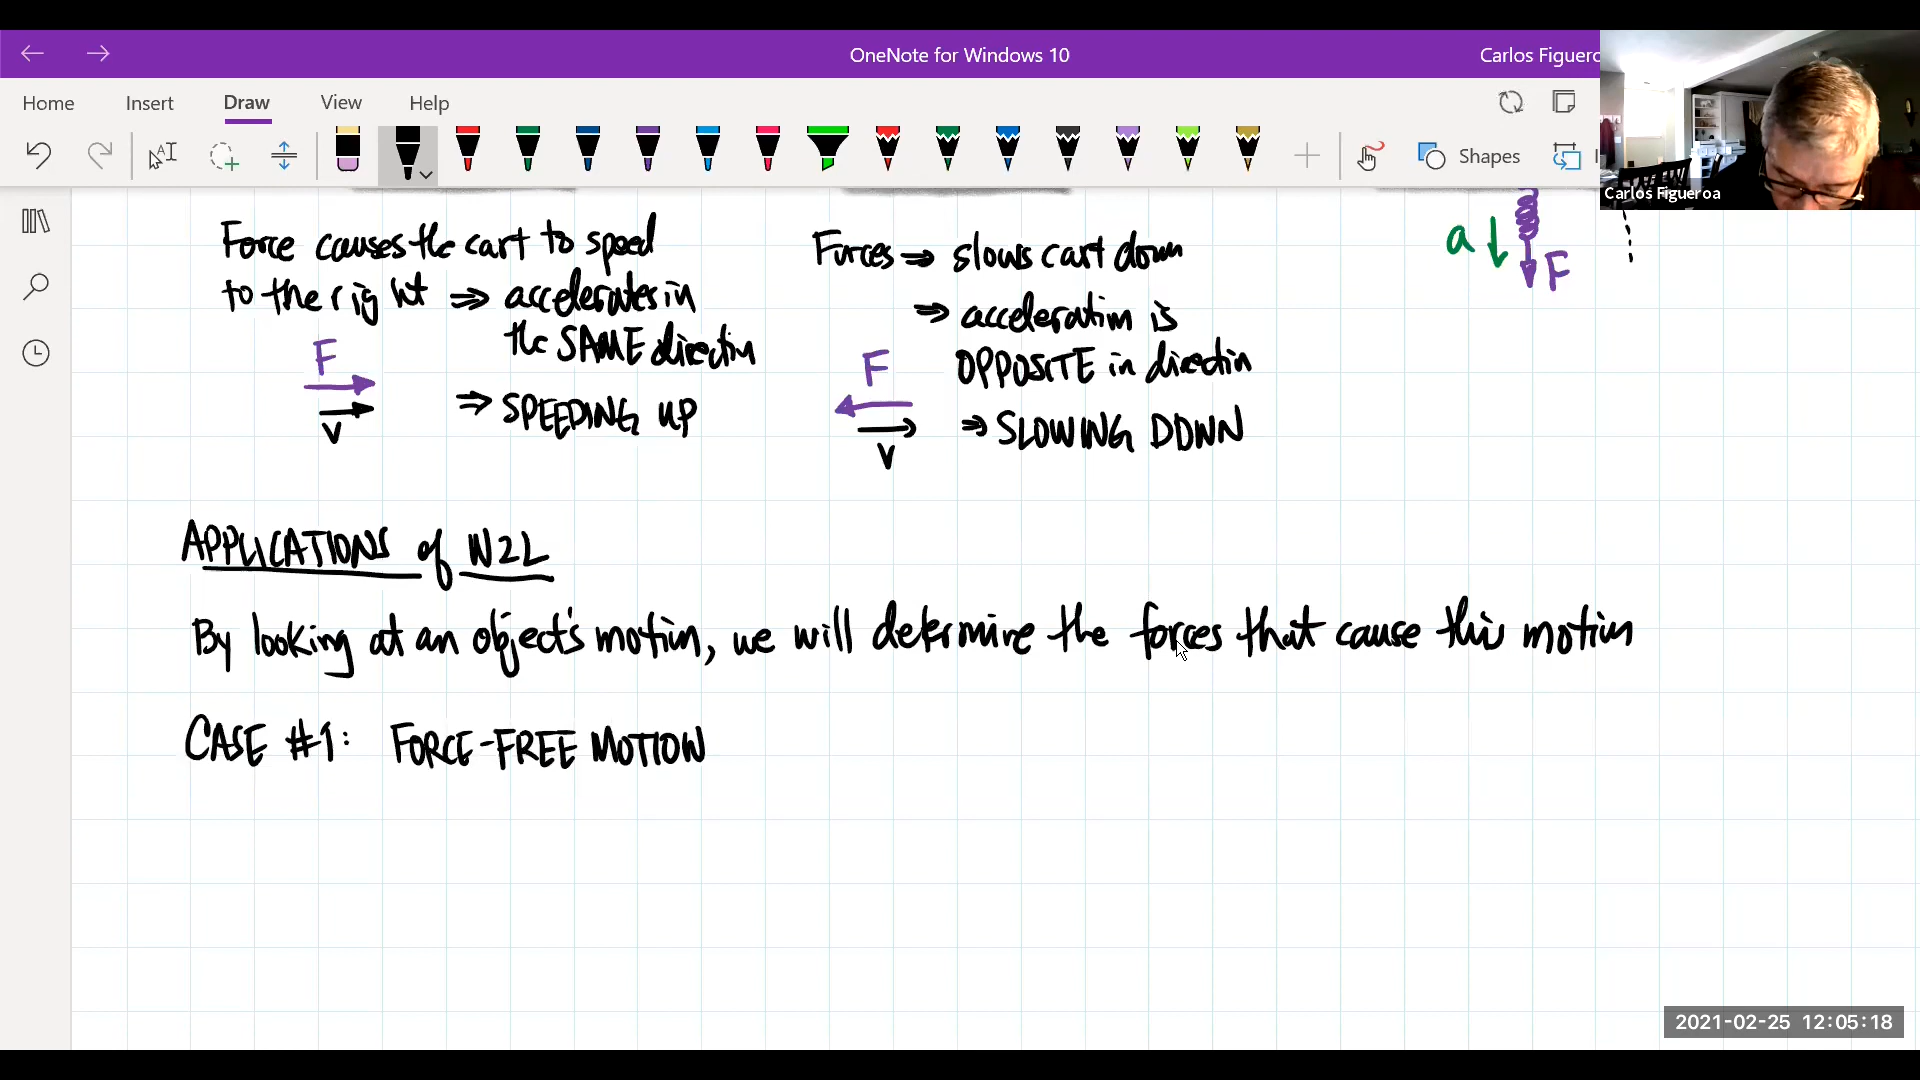 OneNote for Windows 10
Carlos Figuero
Home Insert Draw View Help
Shapes
Carlos Figueroa
Force causes the cart to speed
to the right ⇒ accelerates in
the SAME direction
F
v
⇒ SPEEDING UP
Forces ⇒ slows cart down
⇒ acceleration is
OPPOSITE in direction
F
v
⇒ SLOWING DOWN
a
F
APPLICATIONS of N2L
By looking at an object's motion, we will determine the forces that cause this motion
CASE #1: FORCE-FREE MOTION
2021-02-25 12:05:18